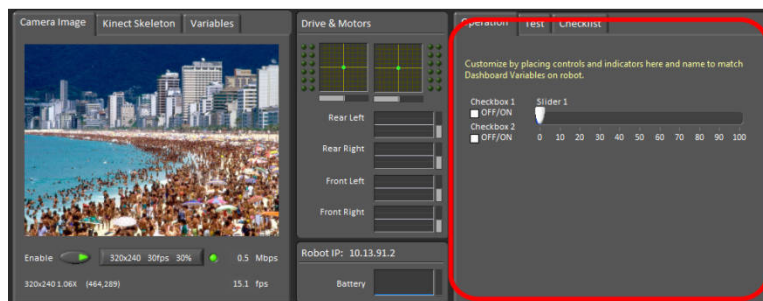 Camera Image Kinect Skeleton Variables
Enable 320x240 30fps 30% 0.5 Mbps
320x240 1.06X (464,289) 15.1 fps
Drive & Motors
Rear Left
Rear Right
Front Left
Front Right
Robot IP: 10.13.91.2
Battery
Operation Test Checklist
Customize by placing controls and indicators here and name to match
Dashboard Variables on robot.
Checkbox 1 Slider 1
OFF/ON
Checkbox 2
OFF/ON 0 10 20 30 40 50 60 70 80 90 100